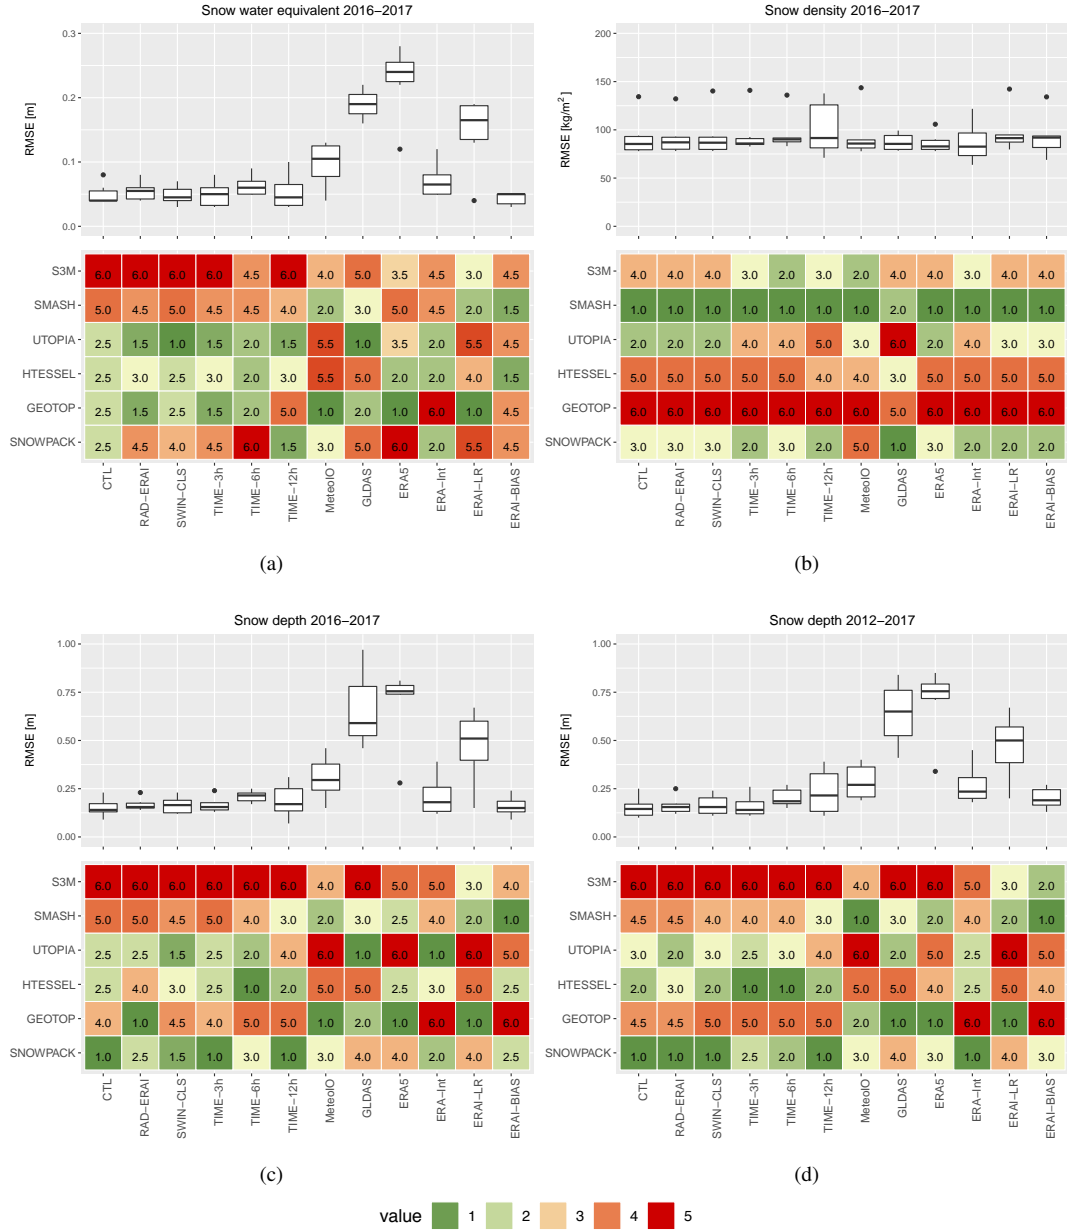 Snow water equivalent 2016−2017
RMSE [m]
0.3
0.2
0.1
0.0
S3M 6.0 6.0 6.0 6.0 4.5 6.0 4.0 5.0 3.5 4.5 3.0 4.5
SMASH 5.0 4.5 5.0 4.5 4.5 4.0 2.0 3.0 5.0 4.5 2.0 1.5
UTOPIA 2.5 1.5 1.0 1.5 2.0 1.5 5.5 1.0 3.5 2.0 5.5 4.5
HTESSEL 2.5 3.0 2.5 3.0 2.0 3.0 5.5 5.0 2.0 2.0 4.0 1.5
GEOTOP 2.5 1.5 2.5 1.5 2.0 5.0 1.0 2.0 1.0 6.0 1.0 4.5
SNOWPACK 2.5 4.5 4.0 4.5 6.0 1.5 3.0 5.0 6.0 2.0 5.5 4.5
CTL RAD−ERAI SWIN−CLS TIME−3h TIME−6h TIME−12h MeteoIO GLDAS ERA5 ERA−Int ERAI−LR ERAI−BIAS
(a)
Snow density 2016−2017
RMSE [kg/m²]
200
150
100
50
0
S3M 4.0 4.0 4.0 3.0 2.0 3.0 2.0 4.0 4.0 3.0 4.0 4.0
SMASH 1.0 1.0 1.0 1.0 1.0 1.0 1.0 2.0 1.0 1.0 1.0 1.0
UTOPIA 2.0 2.0 2.0 4.0 4.0 5.0 3.0 6.0 2.0 4.0 3.0 3.0
HTESSEL 5.0 5.0 5.0 5.0 5.0 4.0 4.0 3.0 5.0 5.0 5.0 5.0
GEOTOP 6.0 6.0 6.0 6.0 6.0 6.0 6.0 5.0 6.0 6.0 6.0 6.0
SNOWPACK 3.0 3.0 3.0 2.0 3.0 2.0 5.0 1.0 3.0 2.0 2.0 2.0
CTL RAD−ERAI SWIN−CLS TIME−3h TIME−6h TIME−12h MeteoIO GLDAS ERA5 ERA−Int ERAI−LR ERAI−BIAS
(b)
Snow depth 2016−2017
RMSE [m]
1.00
0.75
0.50
0.25
0.00
S3M 6.0 6.0 6.0 6.0 6.0 6.0 4.0 6.0 5.0 5.0 3.0 4.0
SMASH 5.0 5.0 4.5 5.0 4.0 3.0 2.0 3.0 2.5 4.0 2.0 1.0
UTOPIA 2.5 2.5 1.5 2.5 2.0 4.0 6.0 1.0 6.0 1.0 6.0 5.0
HTESSEL 2.5 4.0 3.0 2.5 1.0 2.0 5.0 5.0 2.5 3.0 5.0 2.5
GEOTOP 4.0 1.0 4.5 4.0 5.0 5.0 1.0 2.0 1.0 6.0 1.0 6.0
SNOWPACK 1.0 2.5 1.5 1.0 3.0 1.0 3.0 4.0 4.0 2.0 4.0 2.5
CTL RAD−ERAI SWIN−CLS TIME−3h TIME−6h TIME−12h MeteoIO GLDAS ERA5 ERA−Int ERAI−LR ERAI−BIAS
(c)
Snow depth 2012−2017
RMSE [m]
1.00
0.75
0.50
0.25
0.00
S3M 6.0 6.0 6.0 6.0 6.0 6.0 4.0 6.0 6.0 5.0 3.0 2.0
SMASH 4.5 4.5 4.0 4.0 4.0 3.0 1.0 3.0 2.0 4.0 2.0 1.0
UTOPIA 3.0 2.0 3.0 2.5 3.0 4.0 6.0 2.0 5.0 2.5 6.0 5.0
HTESSEL 2.0 3.0 2.0 1.0 1.0 2.0 5.0 5.0 4.0 2.5 5.0 4.0
GEOTOP 4.5 4.5 5.0 5.0 5.0 5.0 2.0 1.0 1.0 6.0 1.0 6.0
SNOWPACK 1.0 1.0 1.0 2.5 2.0 1.0 3.0 4.0 3.0 1.0 4.0 3.0
CTL RAD−ERAI SWIN−CLS TIME−3h TIME−6h TIME−12h MeteoIO GLDAS ERA5 ERA−Int ERAI−LR ERAI−BIAS
(d)
value 1 2 3 4 5